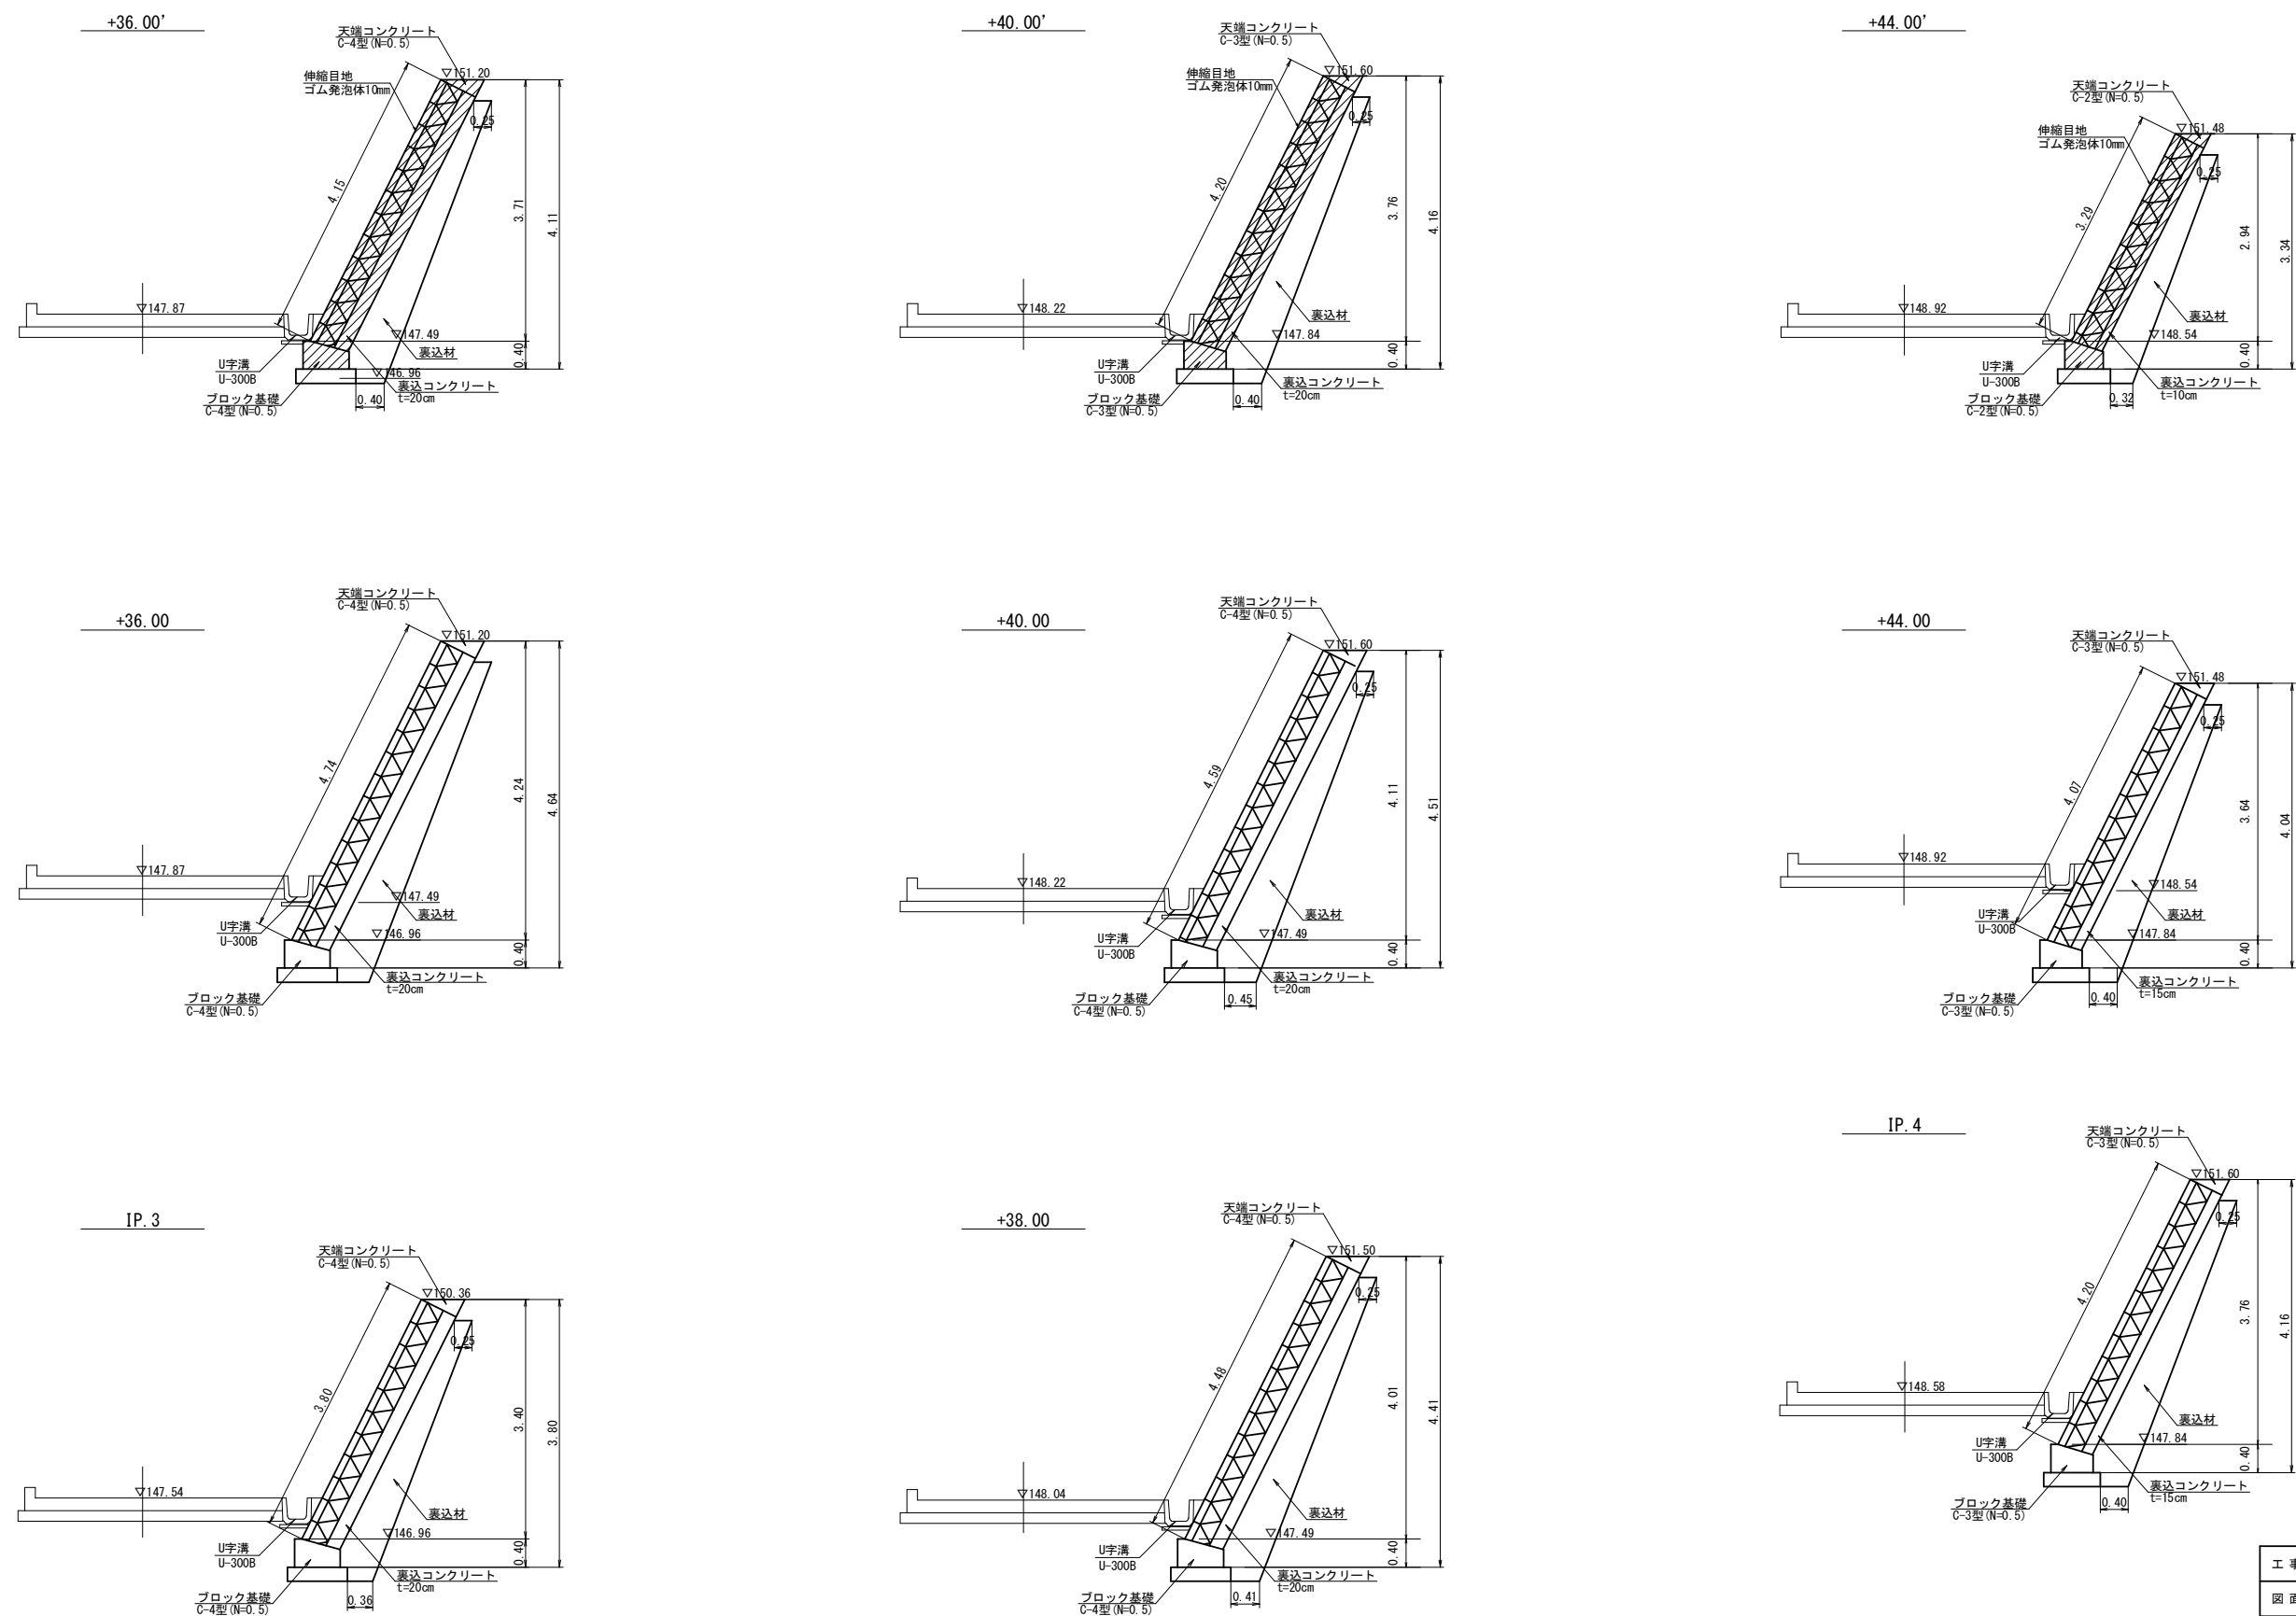 +36.00'
天端コンクリート
C-4型(N=0.5)
▽151.20
伸縮目地
ゴム発泡体10mm
0.25
4.15
3.71
4.11
▽147.87
▽147.49
裏込材
0.40
U字溝
U-300B
▽146.96
裏込コンクリート
t=20cm
ブロック基礎
C-4型(N=0.5)
0.40
+40.00'
天端コンクリート
C-3型(N=0.5)
▽151.60
伸縮目地
ゴム発泡体10mm
0.25
4.20
3.76
4.16
▽148.22
裏込材
▽147.84
0.40
U字溝
U-300B
裏込コンクリート
t=20cm
ブロック基礎
C-3型(N=0.5)
0.40
+44.00'
天端コンクリート
C-2型(N=0.5)
▽151.48
伸縮目地
ゴム発泡体10mm
0.25
3.29
2.94
3.34
▽148.92
裏込材
▽148.54
0.40
U字溝
U-300B
裏込コンクリート
t=10cm
ブロック基礎
C-2型(N=0.5)
0.32
+36.00
天端コンクリート
C-4型(N=0.5)
▽151.20
4.74
4.24
4.64
▽147.87
▽147.49
裏込材
U字溝
U-300B
▽146.96
0.40
裏込コンクリート
t=20cm
ブロック基礎
C-4型(N=0.5)
+40.00
天端コンクリート
C-4型(N=0.5)
▽151.60
0.25
4.59
4.11
4.51
▽148.22
裏込材
▽147.49
U字溝
U-300B
0.40
裏込コンクリート
t=20cm
ブロック基礎
C-4型(N=0.5)
0.45
+44.00
天端コンクリート
C-3型(N=0.5)
▽151.48
0.25
4.07
3.64
4.04
▽148.92
▽148.54
裏込材
U字溝
U-300B
▽147.84
0.40
裏込コンクリート
t=15cm
ブロック基礎
C-3型(N=0.5)
0.40
IP.3
天端コンクリート
C-4型(N=0.5)
▽150.36
0.25
3.80
3.40
3.80
▽147.54
裏込材
▽146.96
U字溝
U-300B
0.40
裏込コンクリート
t=20cm
ブロック基礎
C-4型(N=0.5)
0.36
+38.00
天端コンクリート
C-4型(N=0.5)
▽151.50
0.25
4.48
4.01
4.41
▽148.04
裏込材
▽147.49
U字溝
U-300B
0.40
裏込コンクリート
t=20cm
ブロック基礎
C-4型(N=0.5)
0.41
IP.4
天端コンクリート
C-3型(N=0.5)
▽151.60
0.25
4.20
3.76
4.16
▽148.58
裏込材
▽147.84
U字溝
U-300B
0.40
裏込コンクリート
t=15cm
ブロック基礎
C-3型(N=0.5)
0.40
工
図